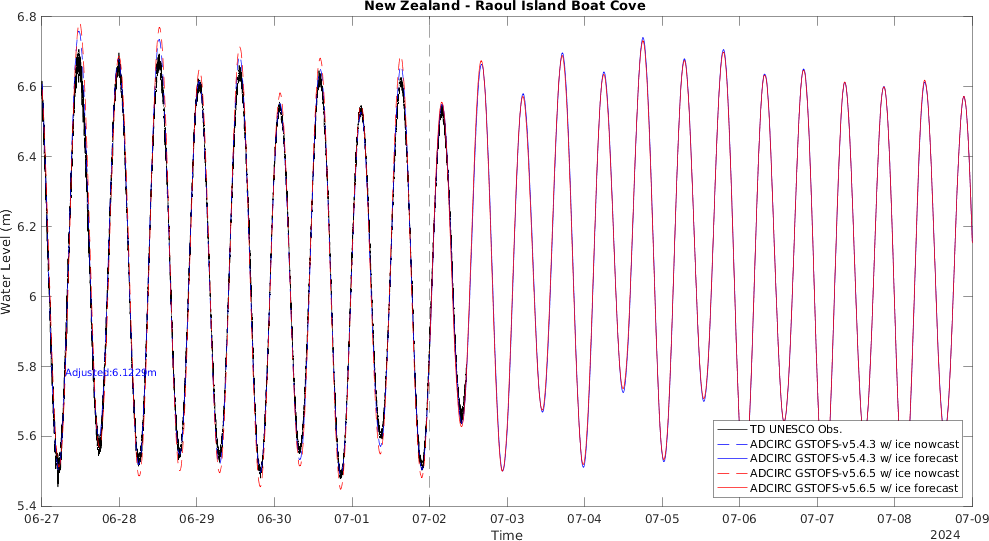 New Zealand - Raoul Island Boat Cove
6.8
6.6
6.4
6.2
6
5.8
5.6
5.4
Water Level (m)
Adjusted:6.1229m
TD UNESCO Obs.
ADCIRC GSTOFS-v5.4.3 w/ ice nowcast
ADCIRC GSTOFS-v5.4.3 w/ ice forecast
ADCIRC GSTOFS-v5.6.5 w/ ice nowcast
ADCIRC GSTOFS-v5.6.5 w/ ice forecast
06-27 06-28 06-29 06-30 07-01 07-02 07-03 07-04 07-05 07-06 07-07 07-08 07-09
Time
2024